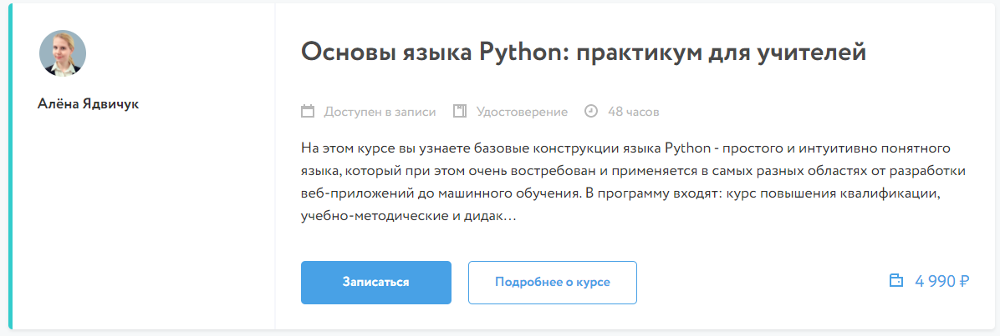 Алёна Ядвичук
Основы языка Python: практикум для учителей
Доступен в записи Удостоверение 48 часов
На этом курсе вы узнаете базовые конструкции языка Python - простого и интуитивно понятного
языка, который при этом очень востребован и применяется в самых разных областях от разработки
веб-приложений до машинного обучения. В программу входят: курс повышения квалификации,
учебно-методические и дидак...
Записаться Подробнее о курсе 4 990 ₽